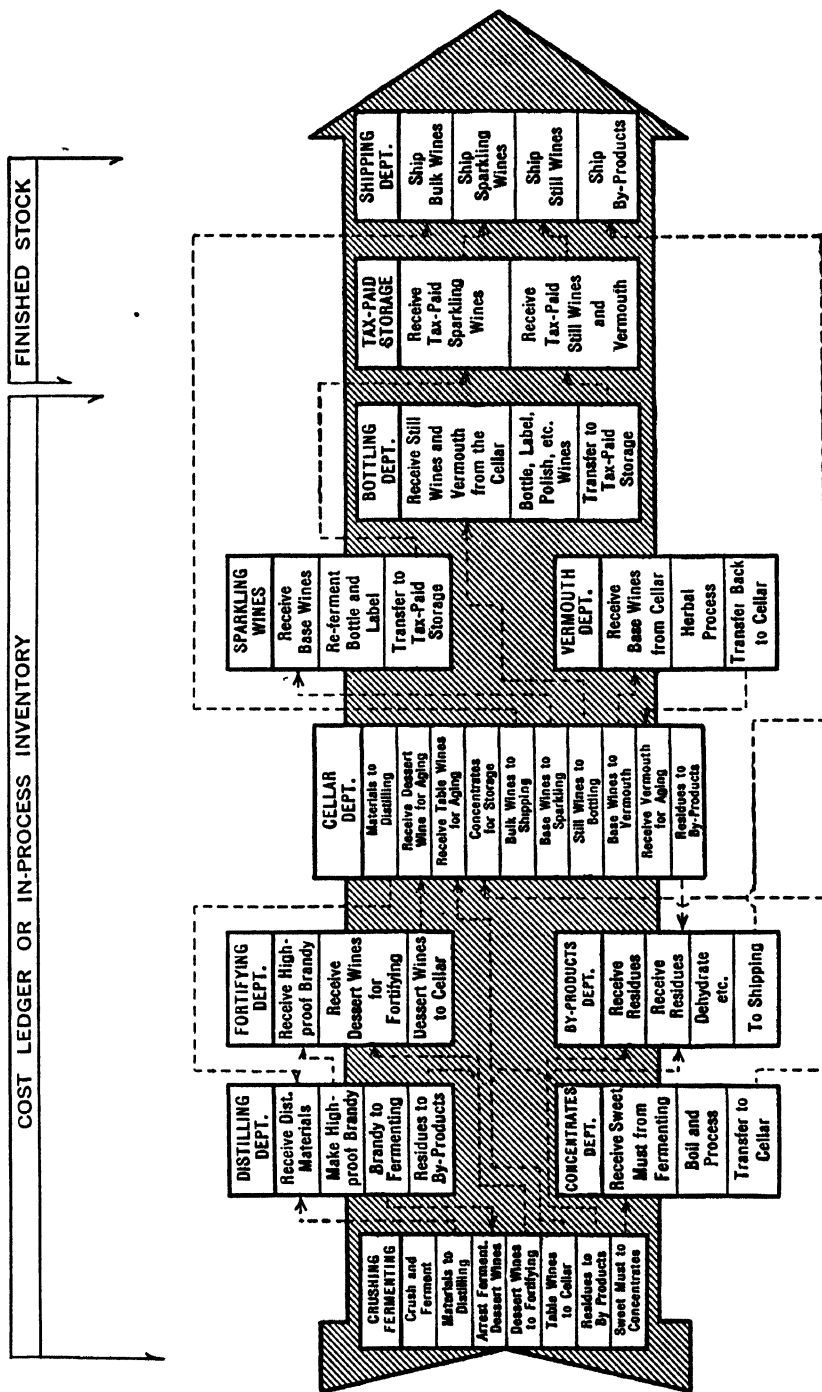 COST LEDGER OR IN-PROCESS INVENTORY
FINISHED STOCK
CRUSHING
FERMENTING
Crush and
Ferment
Materials to
Distilling
Arrest Ferment.
Dessert Wines
Dessert Wines
to Fortifying
Table Wines
to Cellar
Residues to
By Products
Sweet Must to
Concentrates
DISTILLING
DEPT.
Receive Dist.
Materials
Make High-
proof Brandy
Brandy to
Fermenting
Residues to
By-Products
CONCENTRATES
DEPT.
Receive Sweet
Must from
Fermenting
Boil and
Process
Transfer to
Cellar
FORTIFYING
DEPT.
Receive High-
proof Brandy
Receive
Dessert Wines
for
Fortifying
Dessert Wines
to Cellar
BY-PRODUCTS
DEPT.
Receive
Residues
Receive
Residues
Dehydrate
etc.
To Shipping
CELLAR
DEPT.
Materials to
Distilling
Receive Dessert
Wine for Aging
Receive Table Wines
for Aging
Concentrates
for Storage
Bulk Wines to
Shipping
Base Wines to
Sparkling
Still Wines to
Bottling
Base Wines to
Vermouth
Receive Vermouth
for Aging
Residues to
By-Products
SPARKLING
WINES
Receive
Base Wines
Re-ferment
Bottle and
Label
Transfer to
Tax-Paid
Storage
VERMOUTH
DEPT.
Receive
Base Wines
from Cellar
Herbal
Process
Transfer Back
to Cellar
BOTTLING
DEPT.
Receive Still
Wines and
Vermouth
from the
Cellar
Bottle, Label,
Polish, etc.
Wines
Transfer to
Tax-Paid
Storage
TAX-PAID
STORAGE
Receive
Tax-Paid
Sparkling
Wines
Receive
Tax-Paid
Still Wines
and
Vermouth
SHIPPING
DEPT.
Ship
Bulk Wines
Ship
Sparkling
Wines
Ship
Still Wines
Ship
By-Products